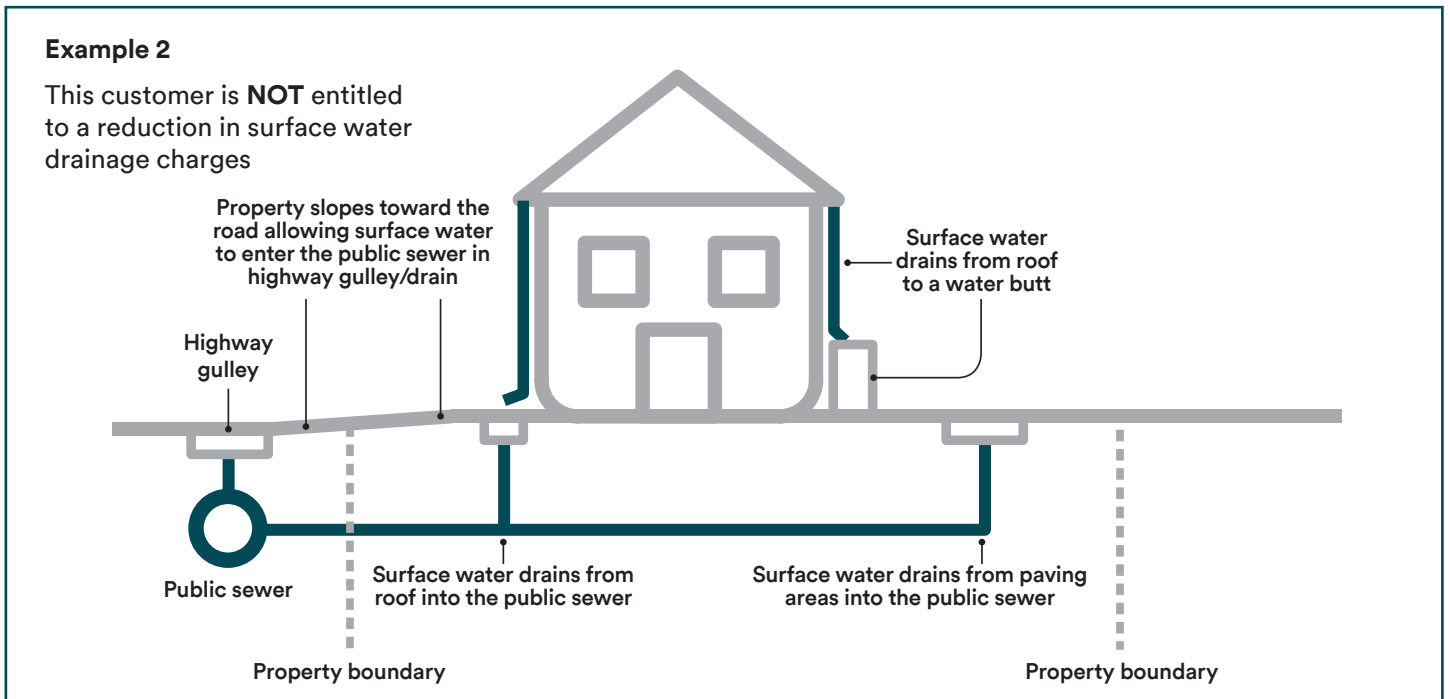 Example 2
This customer is NOT entitled
to a reduction in surface water
drainage charges
Property slopes toward the
road allowing surface water
to enter the public sewer in
highway gulley/drain
Surface water
drains from roof
to a water butt
Highway
gulley
Public sewer
Surface water drains from
roof into the public sewer
Surface water drains from paving
areas into the public sewer
Property boundary
Property boundary